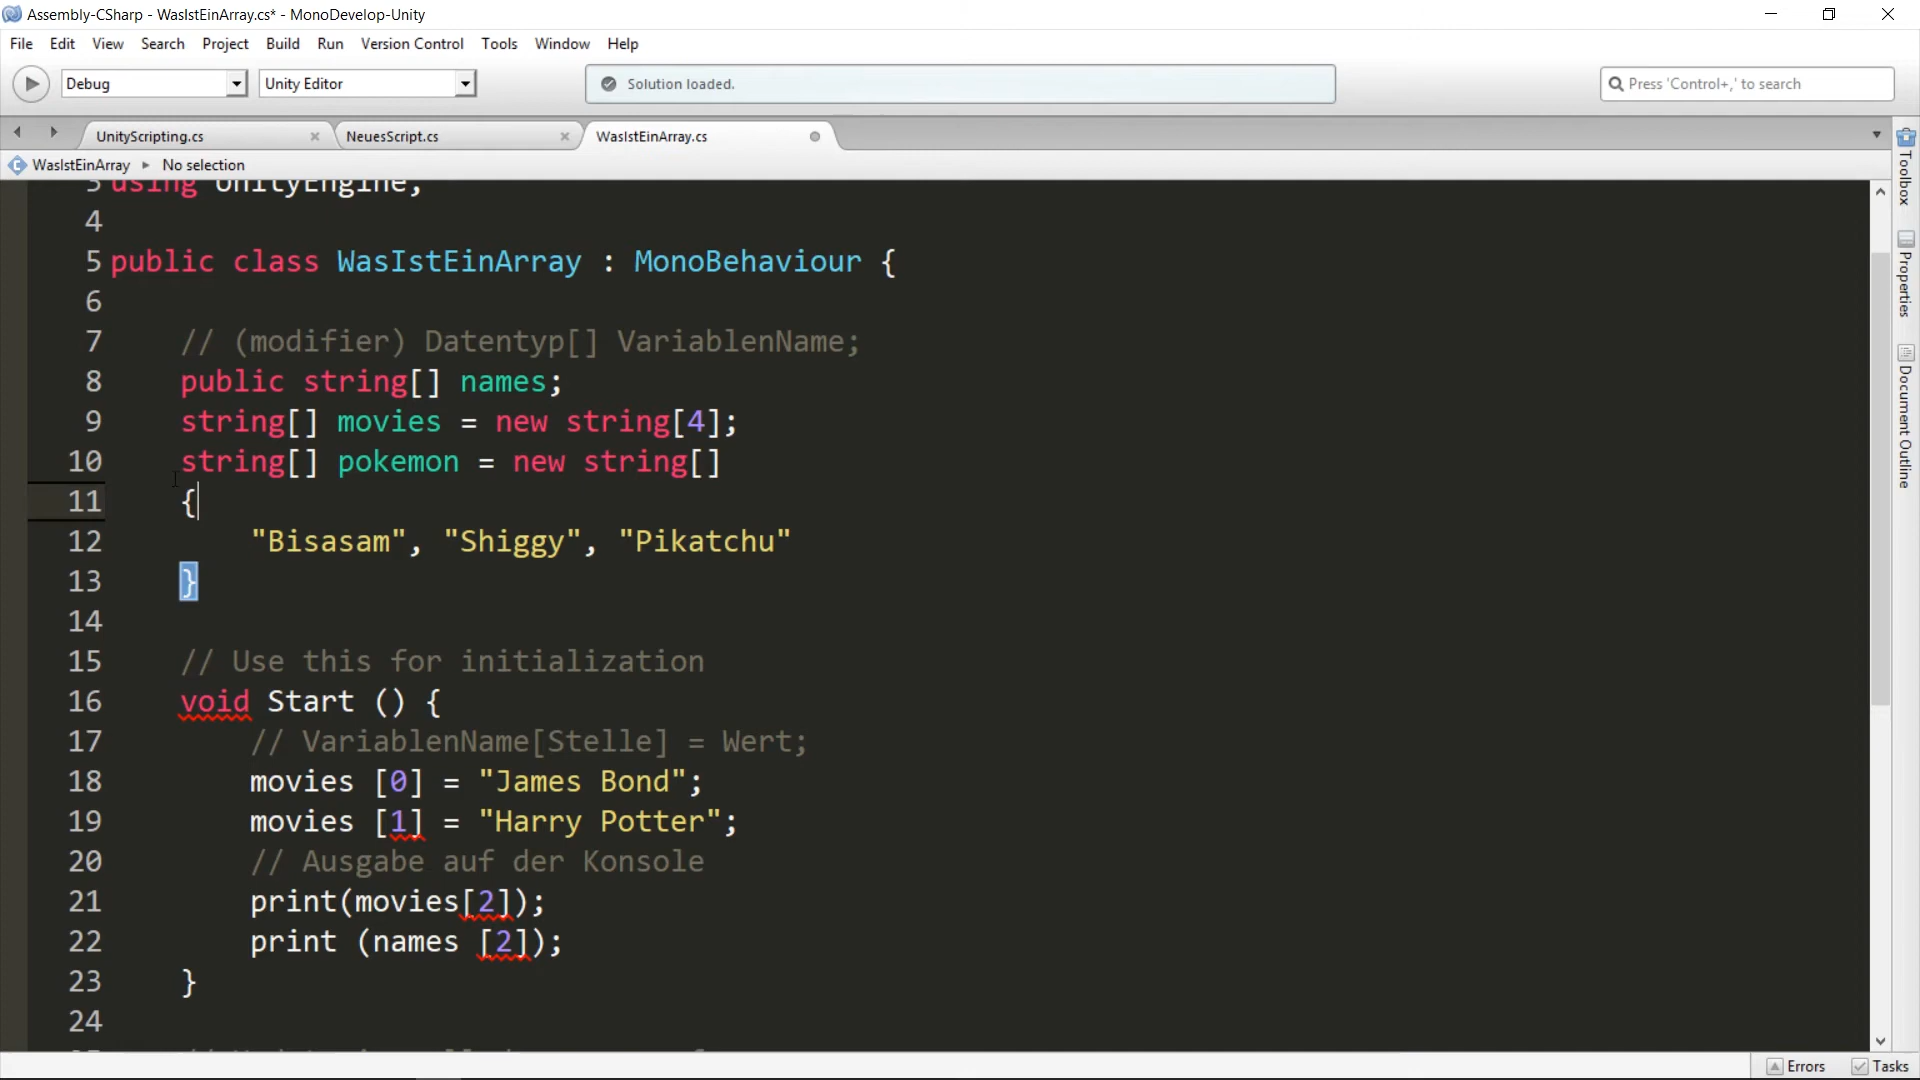 Assembly-CSharp - WasIstEinArray.cs* - MonoDevelop-Unity
File Edit View Search Project Build Run Version Control Tools Window Help
Debug Unity Editor Solution loaded. Press 'Control+,' to search
UnityScripting.cs NeuesScript.cs WasIstEinArray.cs
WasIstEinArray No selection
3 using UnityEngine;
4
5 public class WasIstEinArray : MonoBehaviour {
6
7 // (modifier) Datentyp[] VariablenName;
8 public string[] names;
9 string[] movies = new string[4];
10 string[] pokemon = new string[]
11 {
12 "Bisasam", "Shiggy", "Pikatchu"
13 }
14
15 // Use this for initialization
16 void Start () {
17 // VariablenName[Stelle] = Wert;
18 movies [0] = "James Bond";
19 movies [1] = "Harry Potter";
20 // Ausgabe auf der Konsole
21 print(movies[2]);
22 print (names [2]);
23 }
24
Toolbox
Properties
Document Outline
Errors Tasks